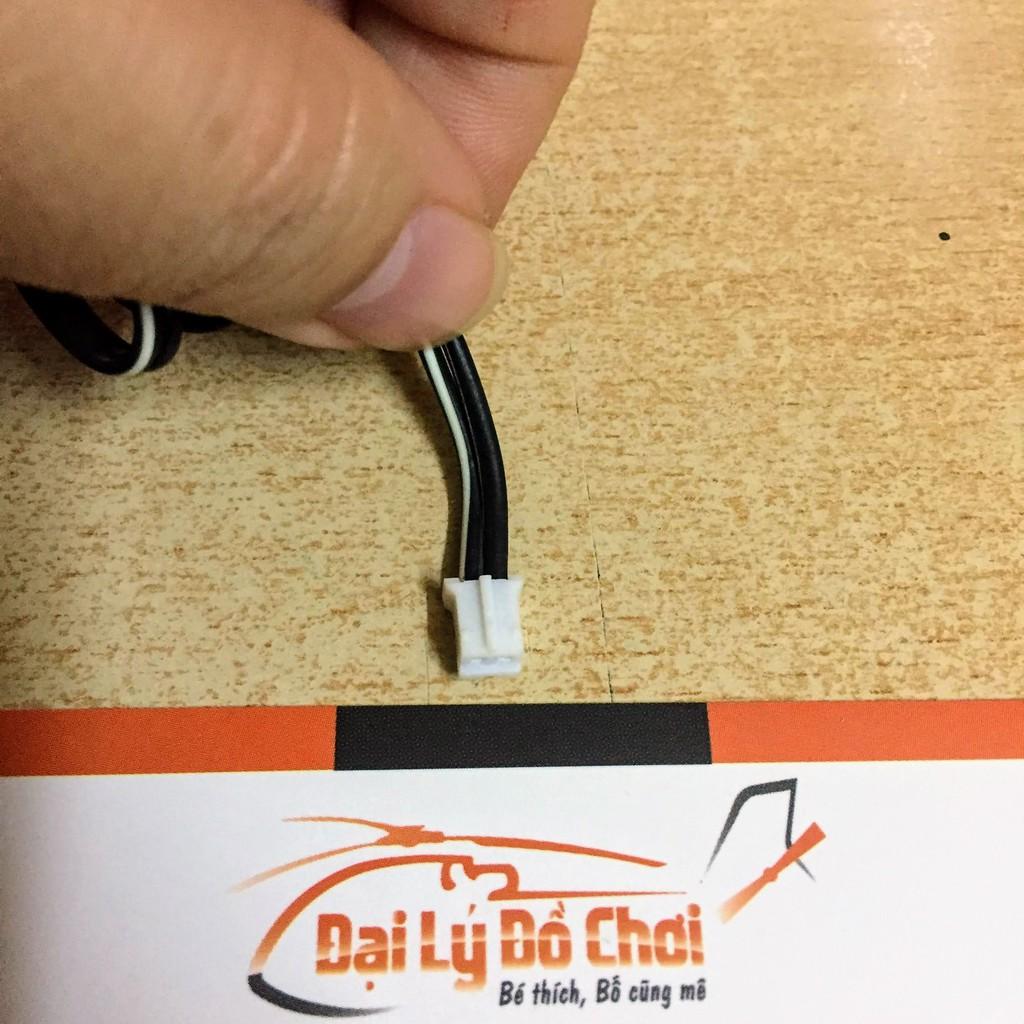 Đại Lý Đồ Chơi
Bé thích, Bố cũng mê